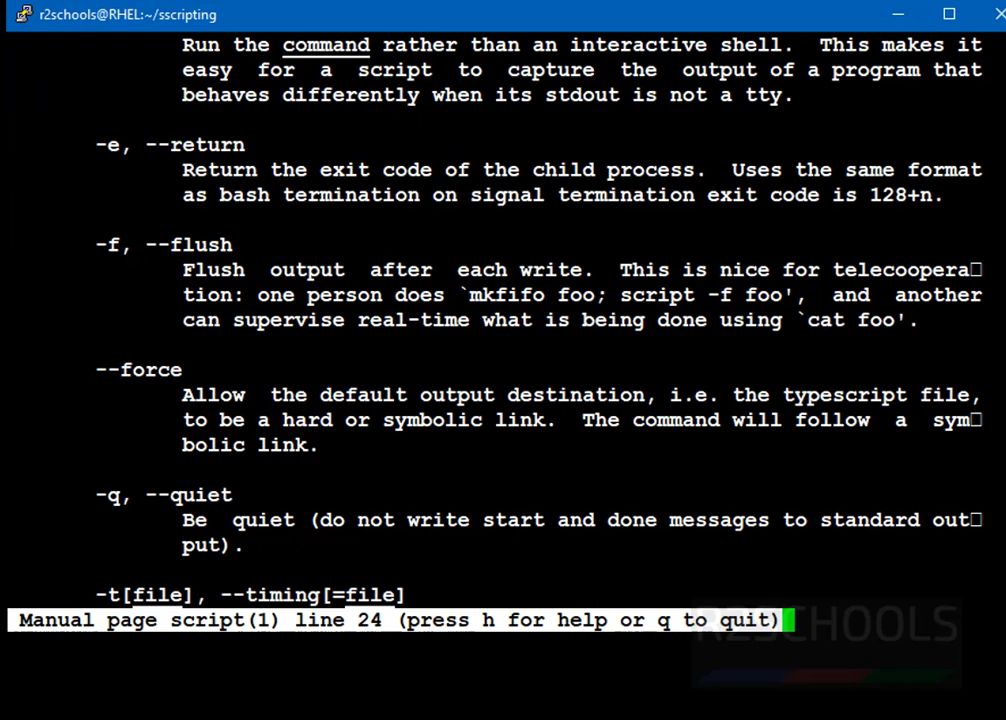 r2schools@RHEL:~/sscripting
Run the command rather than an interactive shell. This makes it
easy for a script to capture the output of a program that
behaves differently when its stdout is not a tty.
-e, --return
Return the exit code of the child process. Uses the same format
as bash termination on signal termination exit code is 128+n.
-f, --flush
Flush output after each write. This is nice for telecoopera□
tion: one person does `mkfifo foo; script -f foo', and another
can supervise real-time what is being done using `cat foo'.
--force
Allow the default output destination, i.e. the typescript file,
to be a hard or symbolic link. The command will follow a sym□
bolic link.
-q, --quiet
Be quiet (do not write start and done messages to standard out□
put).
-t[file], --timing[=file]
Manual page script(1) line 24 (press h for help or q to quit)
R2SCHOOLS